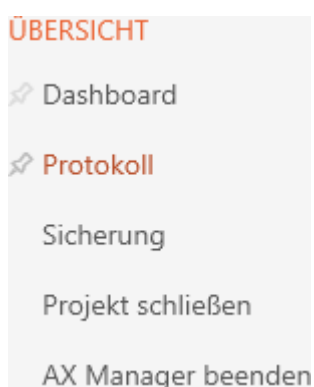 ÜBERSICHT
Dashboard
Protokoll
Sicherung
Projekt schließen
AX Manager beenden